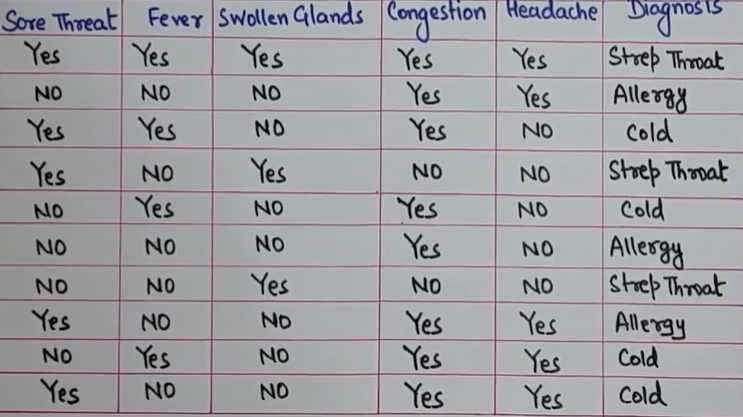 Sore Threat Fever Swollen Glands Congestion Headache Diagnosis
Yes Yes Yes Yes Yes Strep Throat
NO NO NO Yes Yes Allergy
Yes Yes NO Yes NO Cold
Yes NO Yes NO NO Strep Throat
NO Yes NO Yes NO Cold
NO NO NO Yes NO Allergy
NO NO Yes NO NO Strep Throat
Yes NO NO Yes Yes Allergy
NO Yes NO Yes Yes Cold
Yes NO NO Yes Yes Cold